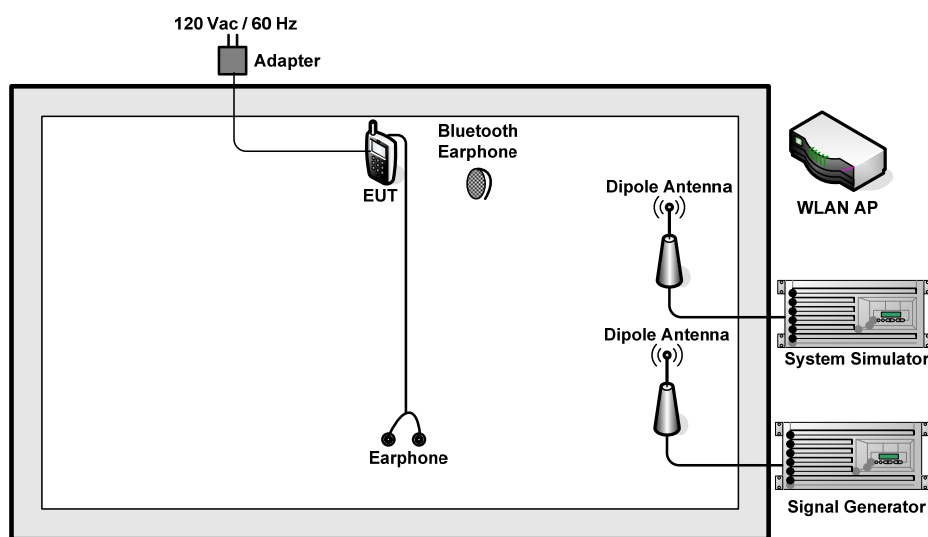 120 Vac / 60 Hz
Adapter
Bluetooth
Earphone
EUT
Dipole Antenna
WLAN AP
Dipole Antenna
System Simulator
Earphone
Signal Generator